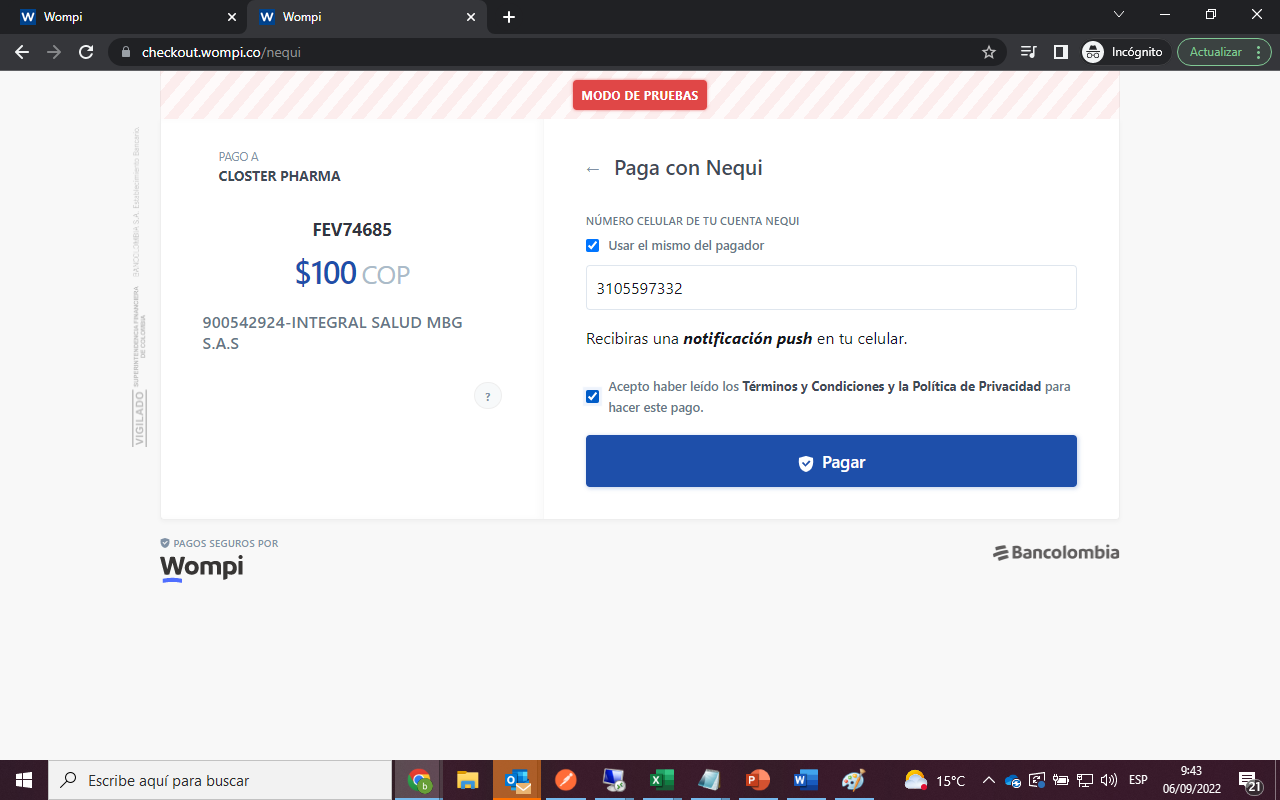 Wompi
Wompi
checkout.wompi.co/nequi
Incógnito
Actualizar
MODO DE PRUEBAS
VIGILADO SUPERINTENDENCIA FINANCIERA DE COLOMBIA BANCOLOMBIA S.A. Establecimiento Bancario.
PAGO A
CLOSTER PHARMA
FEV74685
$100 COP
900542924-INTEGRAL SALUD MBG
S.A.S
?
← Paga con Nequi
NÚMERO CELULAR DE TU CUENTA NEQUI
Usar el mismo del pagador
3105597332
Recibiras una notificación push en tu celular.
Acepto haber leído los Términos y Condiciones y la Política de Privacidad para
hacer este pago.
Pagar
PAGOS SEGUROS POR
Wompi
Bancolombia
Escribe aquí para buscar
15°C
ESP
9:43
06/09/2022
21